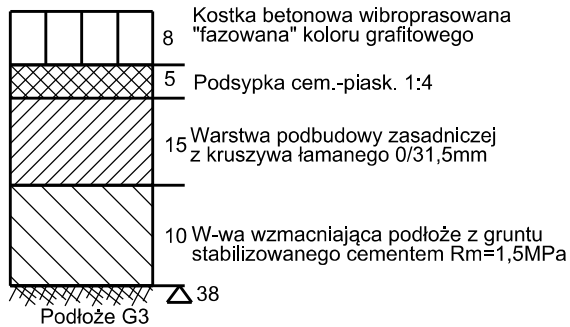 8 Kostka betonowa wibroprasowana
"fazowana" koloru grafitowego
5 Podsypka cem.-piask. 1:4
15 Warstwa podbudowy zasadniczej
z kruszywa łamanego 0/31,5mm
10 W-wa wzmacniająca podłoże z gruntu
stabilizowanego cementem Rm=1,5MPa
38
Podłoże G3